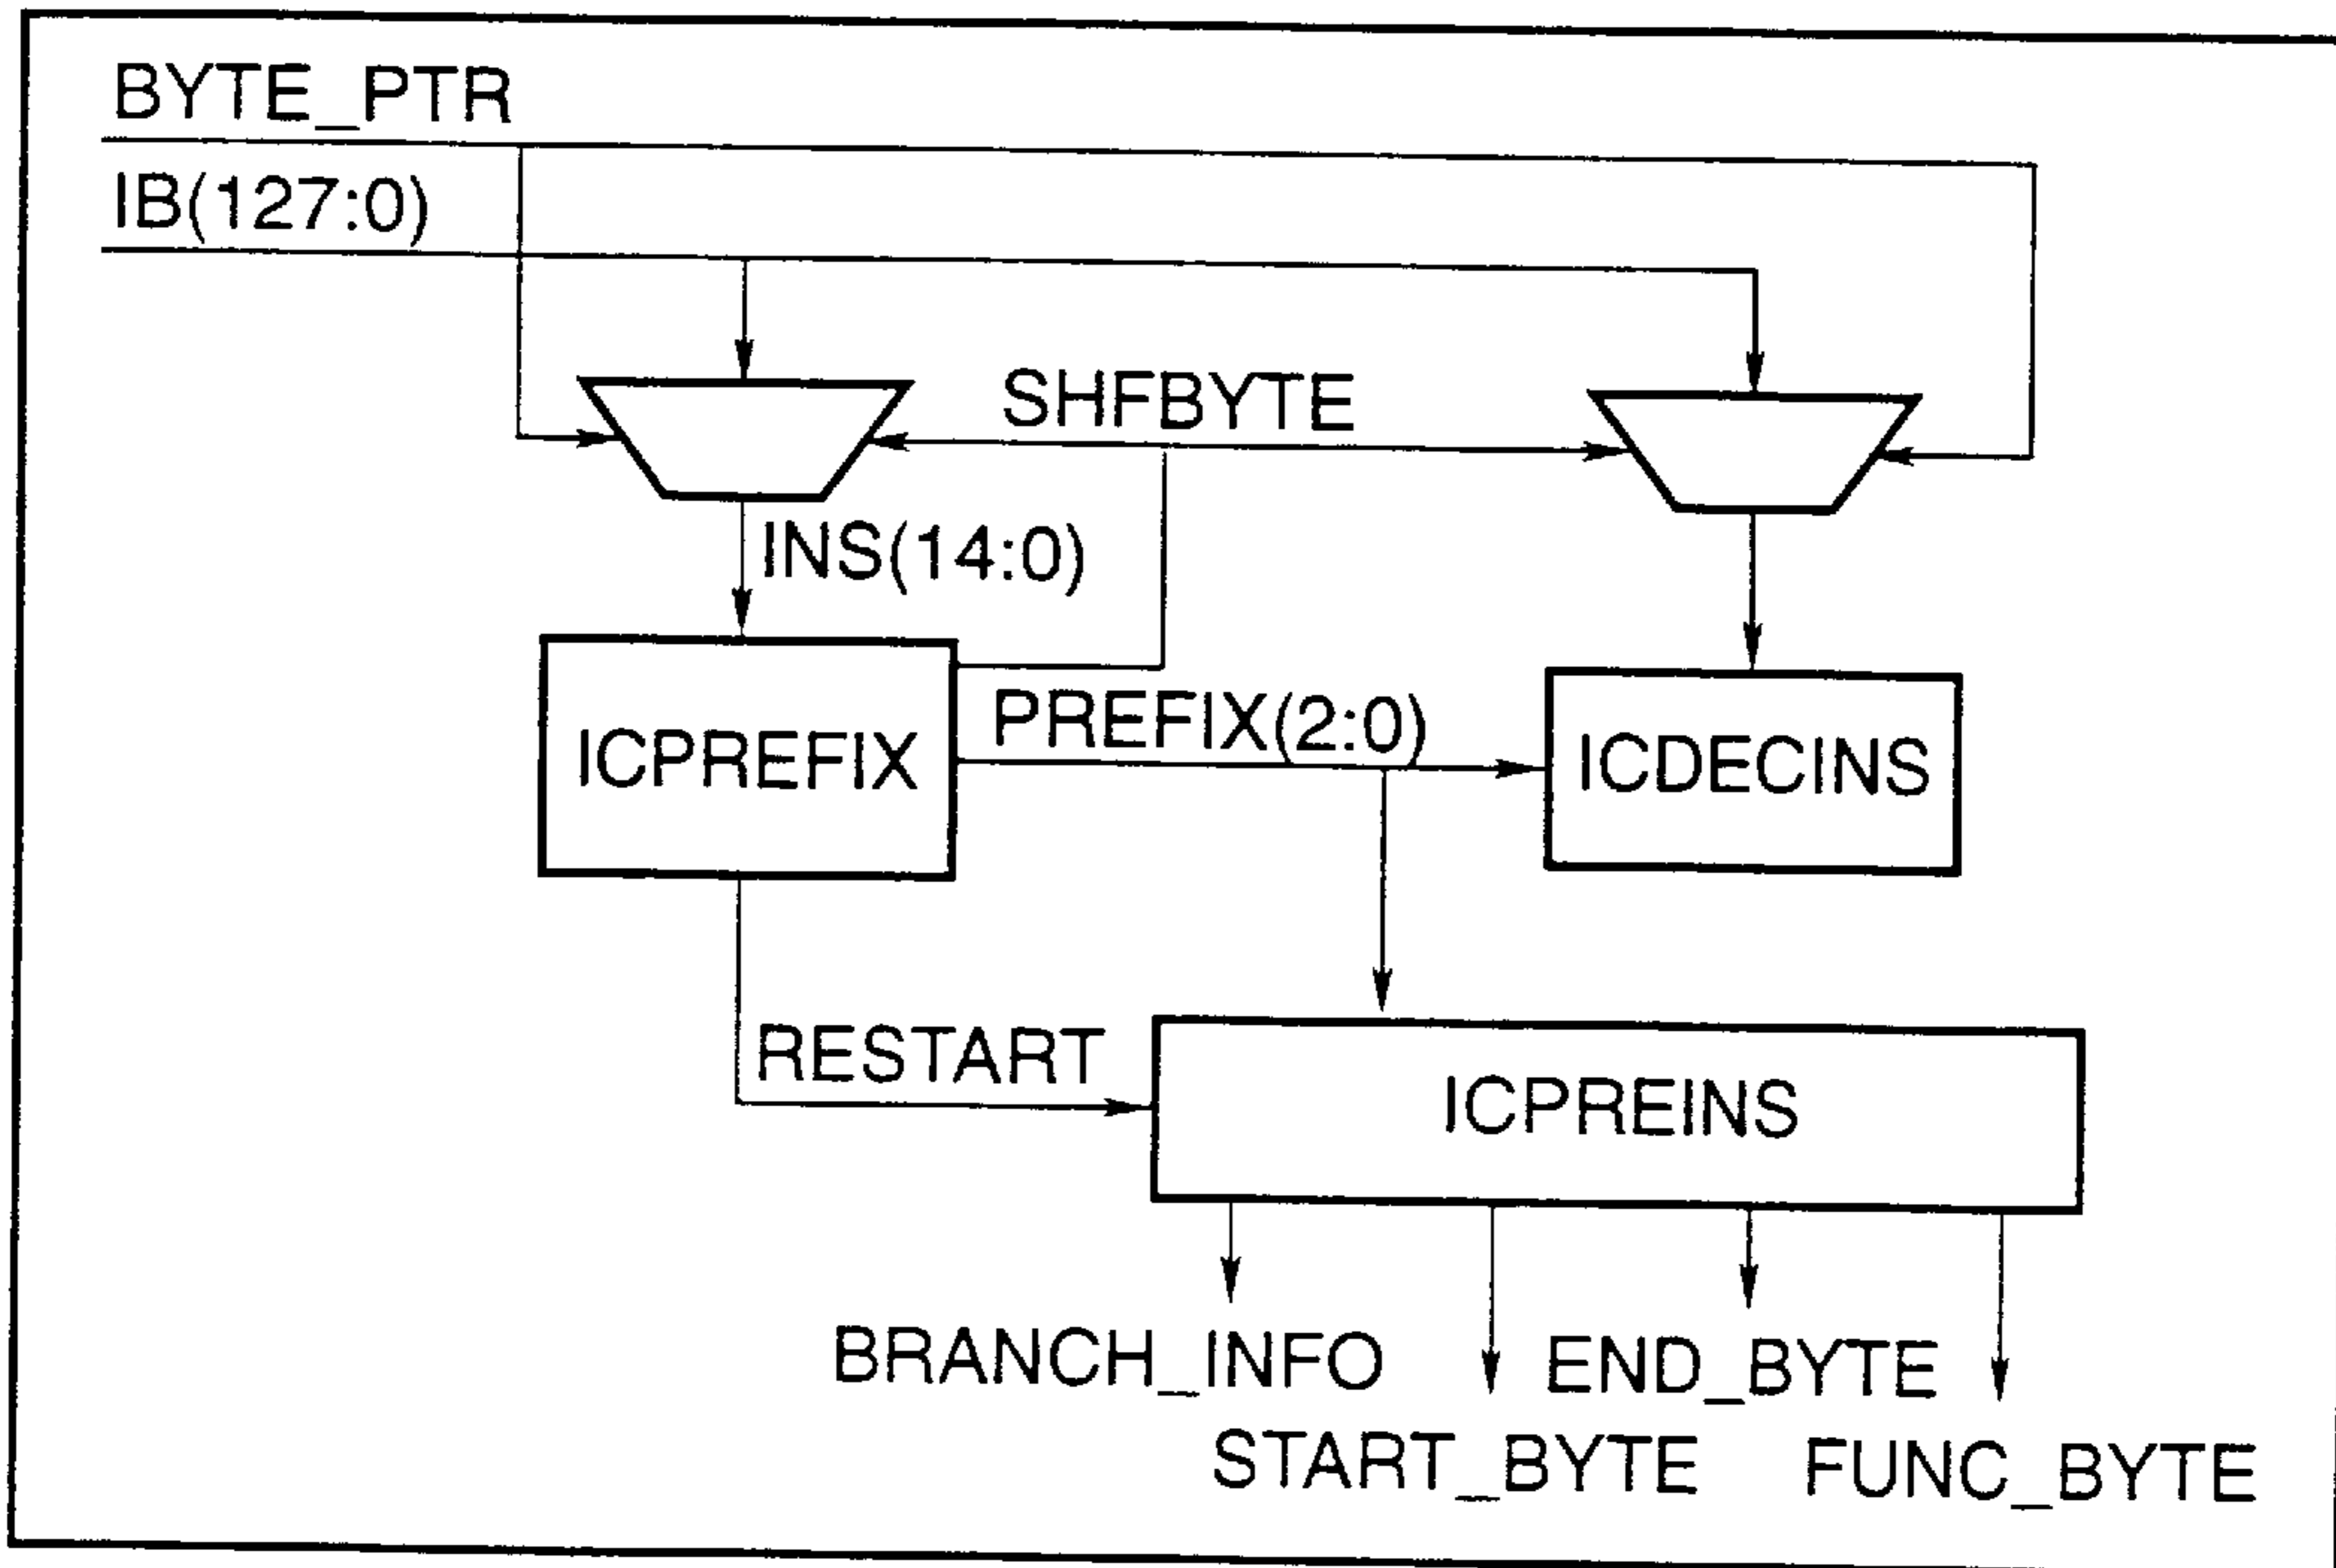 BYTE_PTR
IB(127:0)
SHFBYTE
INS(14:0)
PREFIX(2:0)
ICPREFIX
ICDECINS
RESTART
ICPREINS
BRANCH_INFO
END_BYTE
START_BYTE
FUNC_BYTE